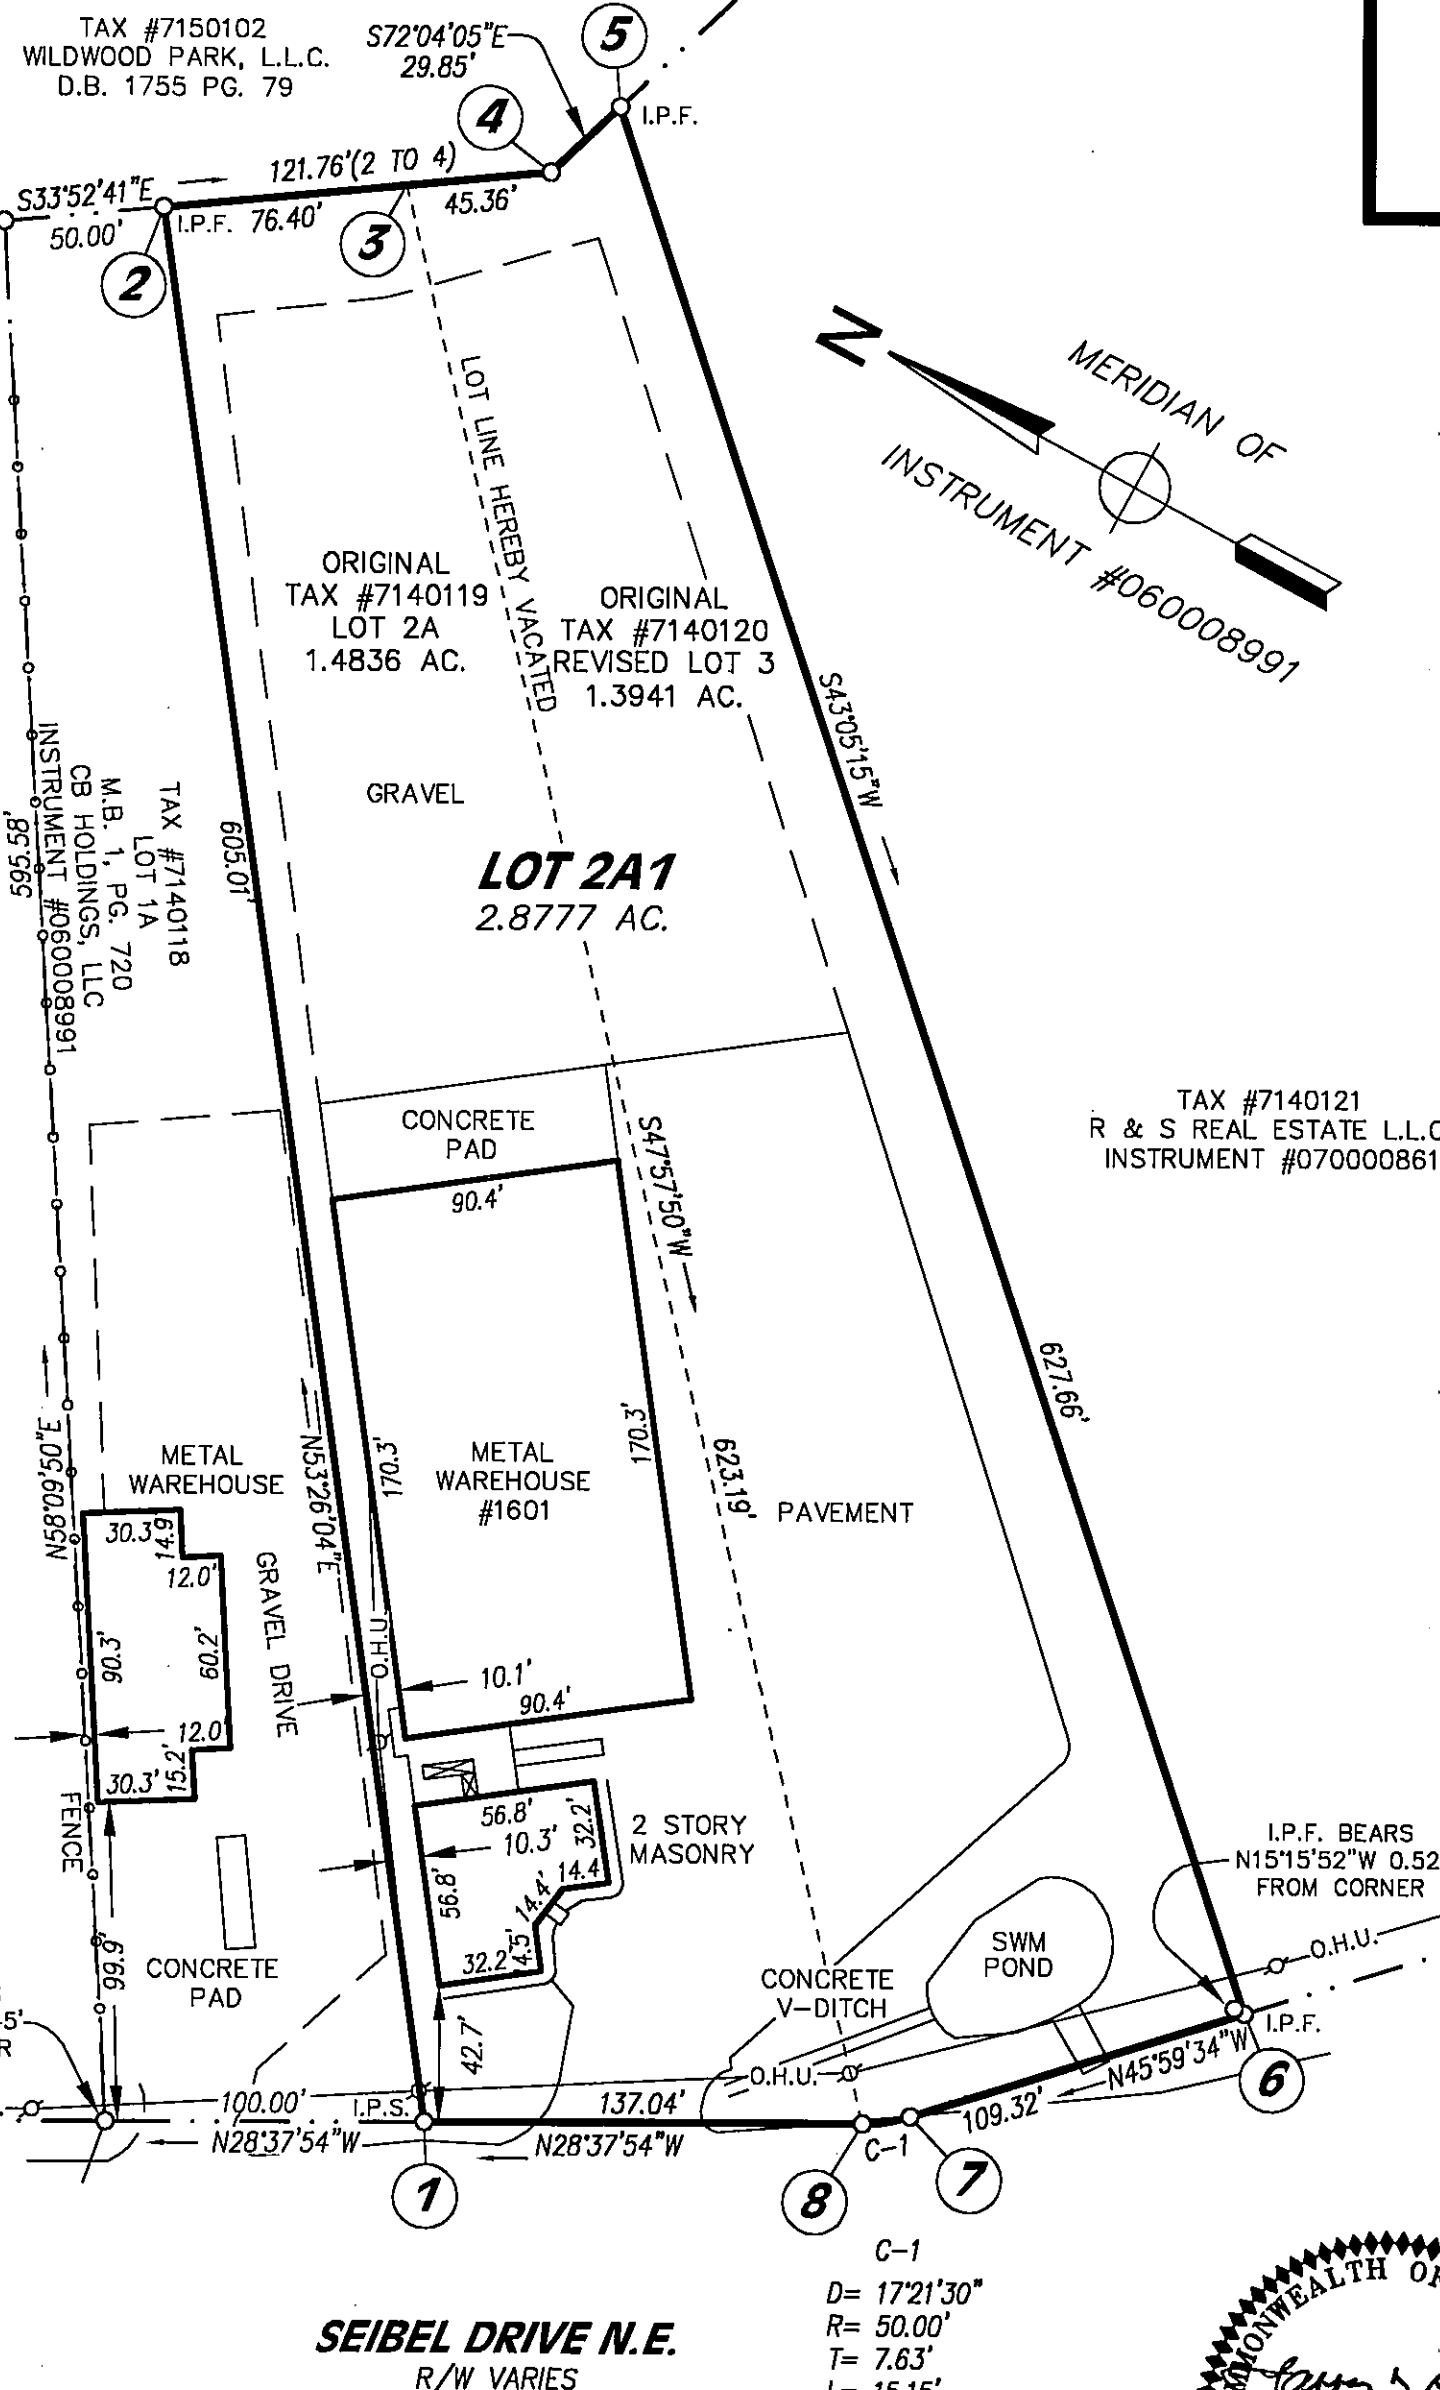 TAX #7150102
WILDWOOD PARK, L.L.C.
D.B. 1755 PG. 79
S72°04'05"E
29.85'
5
I.P.F.
4
121.76'(2 TO 4)
S33°52'41"E
50.00'
I.P.F. 76.40'
45.36'
3
2
N
MERIDIAN OF
INSTRUMENT #060008991
LOT LINE HEREBY VACATED
ORIGINAL
TAX #7140119
LOT 2A
1.4836 AC.
ORIGINAL
TAX #7140120
REVISED LOT 3
1.3941 AC.
S43°05'15"W
GRAVEL
LOT 2A1
2.8777 AC.
605.01'
TAX #7140118
LOT 1A
M.B. 1, PG. 720
CB HOLDINGS, LLC
INSTRUMENT #060008991
595.58'
CONCRETE
PAD
S47°57'50"W
TAX #7140121
R & S REAL ESTATE L.L.C
INSTRUMENT #070000861
90.4'
627.66'
170.3'
METAL
WAREHOUSE
#1601
170.3'
623.19'
PAVEMENT
N53°26'04"E
N58°09'50"E
METAL
WAREHOUSE
30.3'
14.9'
12.0'
90.3'
60.2'
12.0'
15.2'
30.3'
GRAVEL DRIVE
O.H.U.
10.1'
90.4'
FENCE
56.8'
32.2'
10.3'
2 STORY
MASONRY
14.4'
14.4'
56.8'
32.2'
14.5'
I.P.F. BEARS
N15°15'52"W 0.52
FROM CORNER
SWM
POND
CONCRETE
V-DITCH
O.H.U.
O.H.U.
99.9'
CONCRETE
PAD
5'
R
42.7'
I.P.F.
N45°59'34"W
109.32'
6
100.00'
I.P.S.
137.04'
N28°37'54"W
N28°37'54"W
C-1
1
8
7
C-1
D= 17°21'30"
R= 50.00'
T= 7.63'
L= 15.15'
SEIBEL DRIVE N.E.
R/W VARIES
MMONWEALTH OF